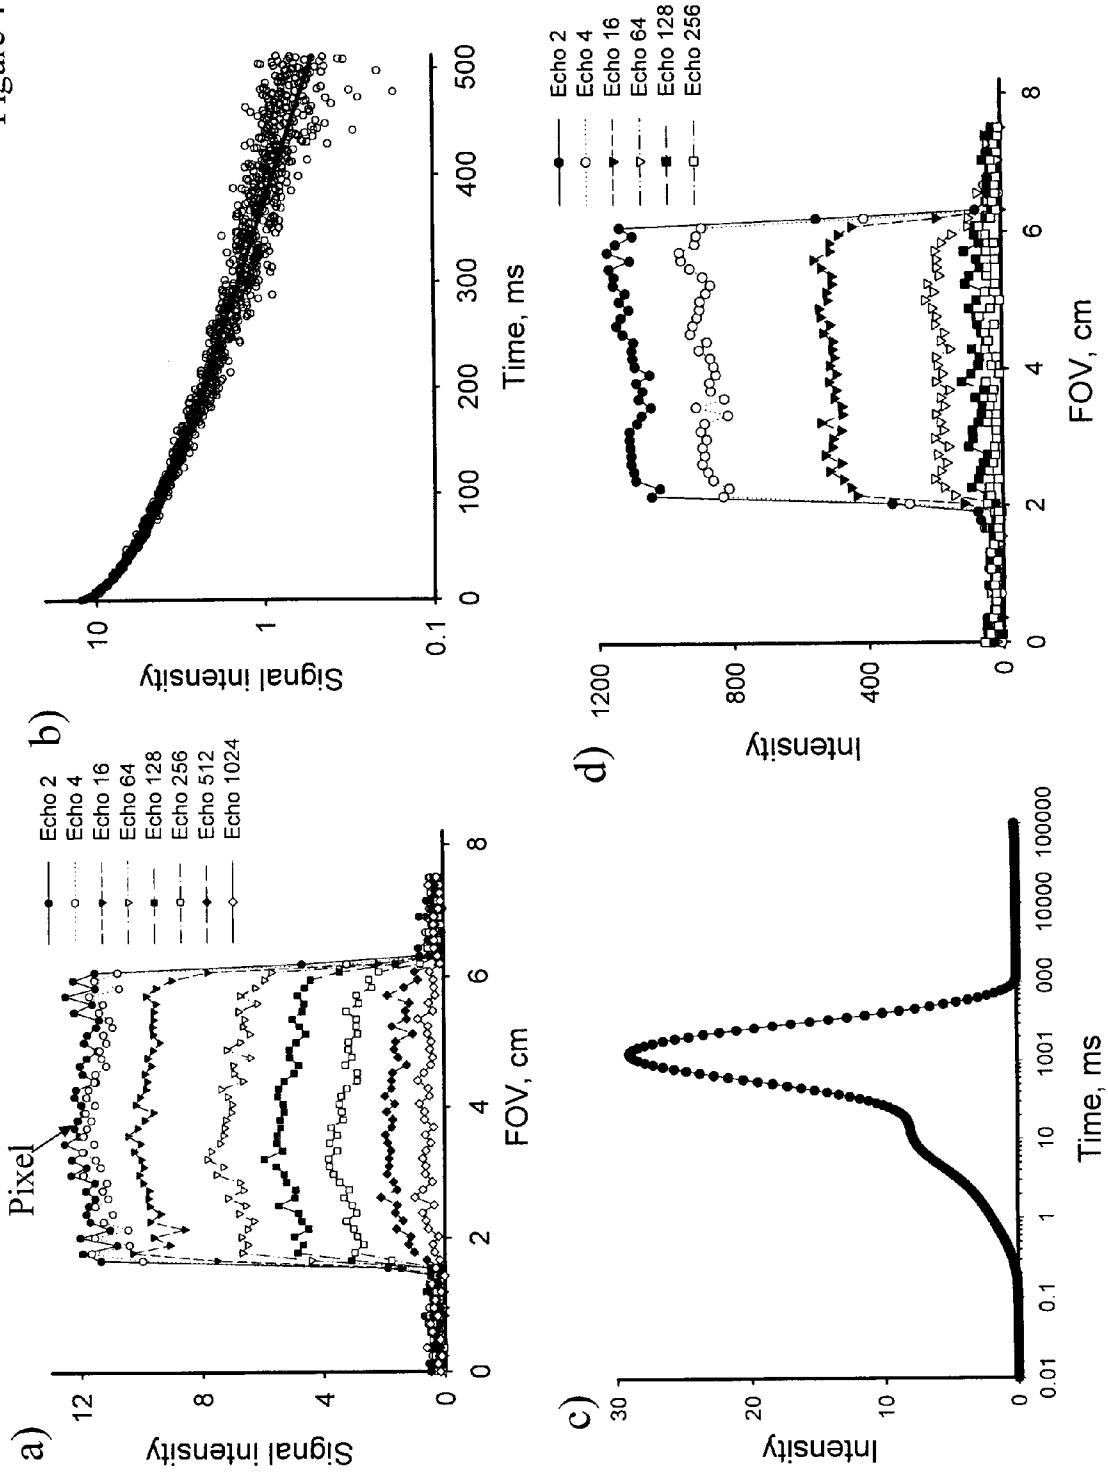 Figure
a)
Pixel
Signal intensity
12
8
4
0
0
2
4
6
8
FOV, cm
Echo 2
Echo 4
Echo 16
Echo 64
Echo 128
Echo 256
Echo 512
Echo 1024
b)
Signal intensity
10
1
0.1
0
100
200
300
400
500
Time, ms
c)
Intensity
30
20
10
0
0.01
0.1
1
10
1001 000
10000
100000
Time, ms
d)
Intensity
1200
800
400
0
0
2
4
6
8
FOV, cm
Echo 2
Echo 4
Echo 16
Echo 64
Echo 128
Echo 256